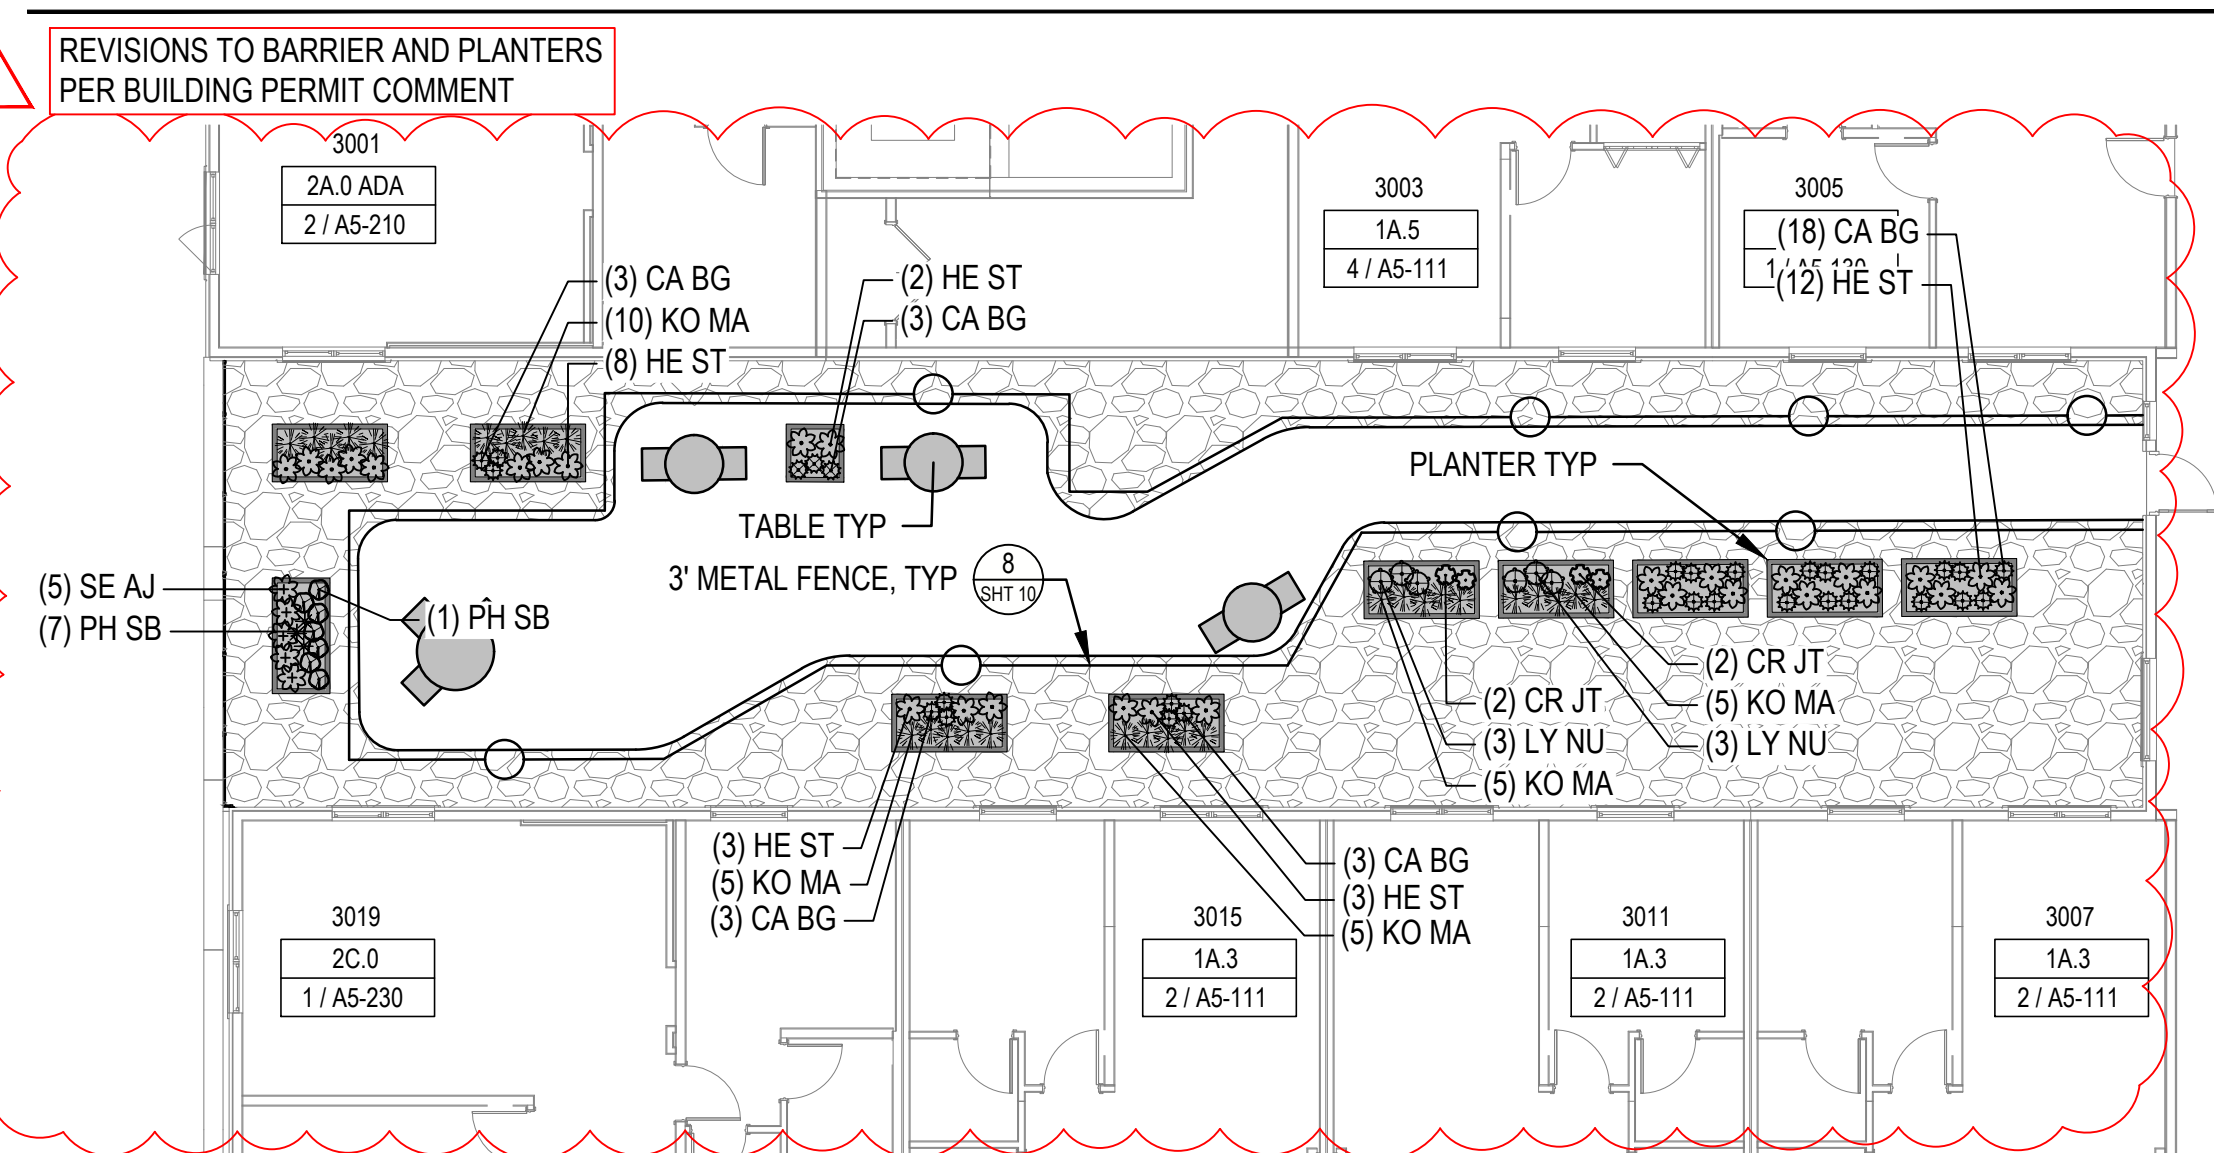 REVISIONS TO BARRIER AND PLANTERS
PER BUILDING PERMIT COMMENT
3001
2A.0 ADA
2 / A5-210
3003
1A.5
4 / A5-111
3005
(18) CA BG
(12) HE ST
(3) CA BG
(10) KO MA
(8) HE ST
(2) HE ST
(3) CA BG
PLANTER TYP
TABLE TYP
3' METAL FENCE, TYP
8
SHT 10
(5) SE AJ
(7) PH SB
(1) PH SB
(2) CR JT
(3) LY NU
(5) KO MA
(2) CR JT
(5) KO MA
(3) LY NU
(3) HE ST
(5) KO MA
(3) CA BG
(3) CA BG
(3) HE ST
(5) KO MA
3019
2C.0
1 / A5-230
3015
1A.3
2 / A5-111
3011
1A.3
2 / A5-111
3007
1A.3
2 / A5-111